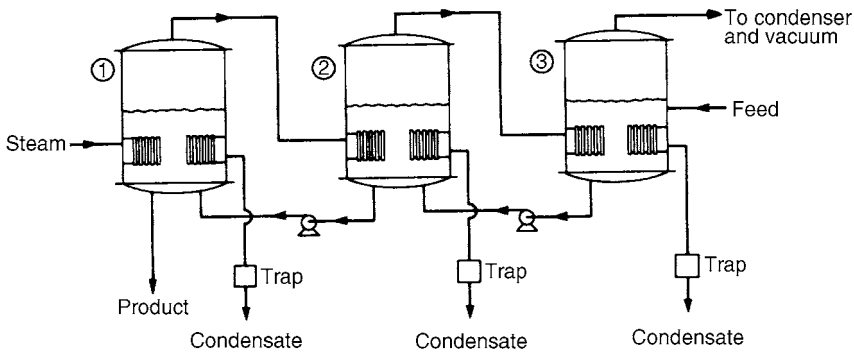 To condenser
and vacuum
①
②
③
Feed
Steam
Trap
Trap
Trap
Product
Condensate
Condensate
Condensate